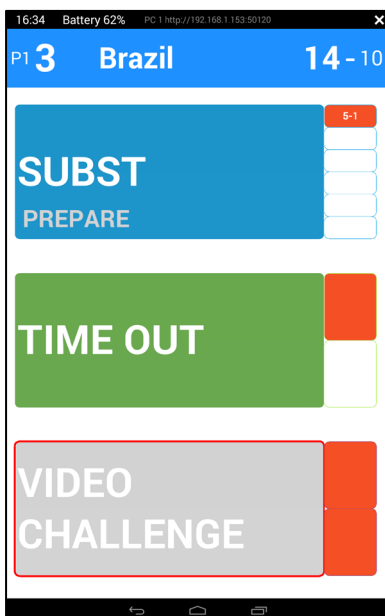 16:34 Battery 62% PC 1 http://192.168.1.153:50120 ×
P1 3 Brazil 14 - 10
SUBST
5-1
PREPARE
TIME OUT
VIDEO
CHALLENGE